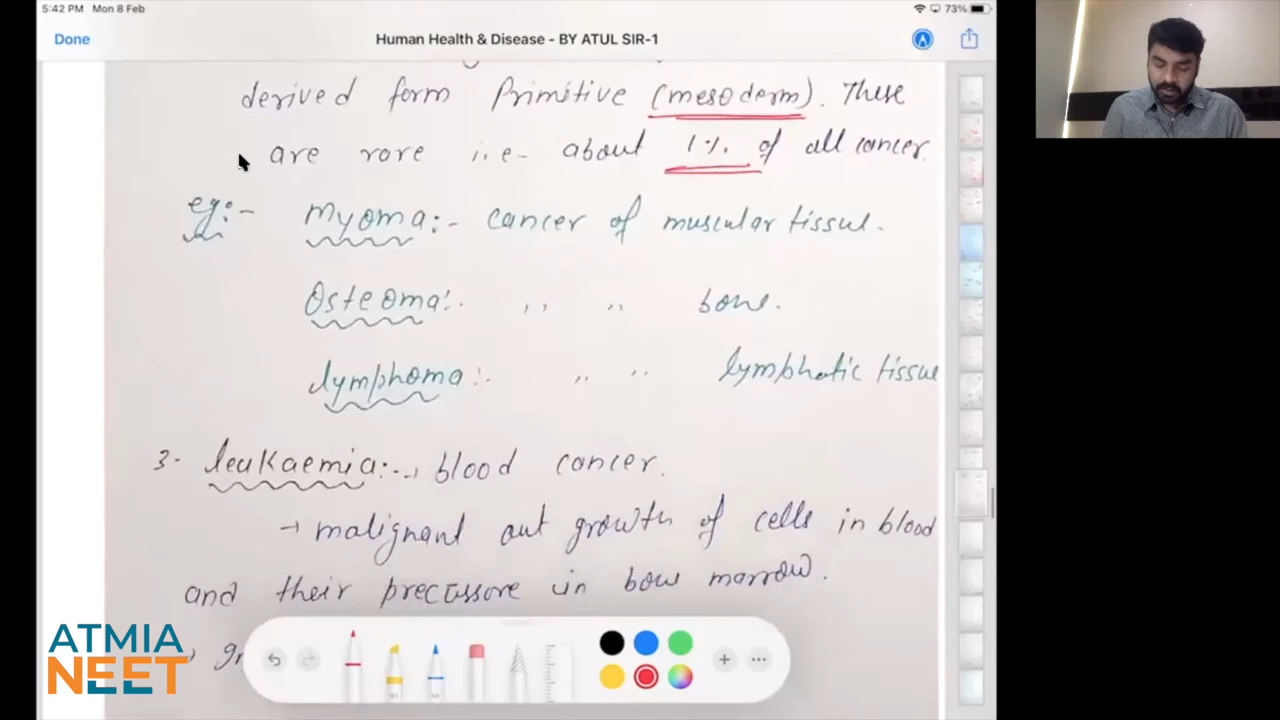 5:42 PM Mon 8 Feb
73%
Done
Human Health & Disease - BY ATUL SIR-1
derived form Primitive (mesoderm). These
are rare i.e- about 1% of all cancer.
eg:- Myoma:- cancer of muscular tissue.
Osteoma:- ,, ,, bone.
lymphoma:- ,, ,, lymphatic tissue
3- leukaemia:- → blood cancer.
→ malignant out growth of cells in blood
and their precussore in bow marrow.
ATMIA
NEET